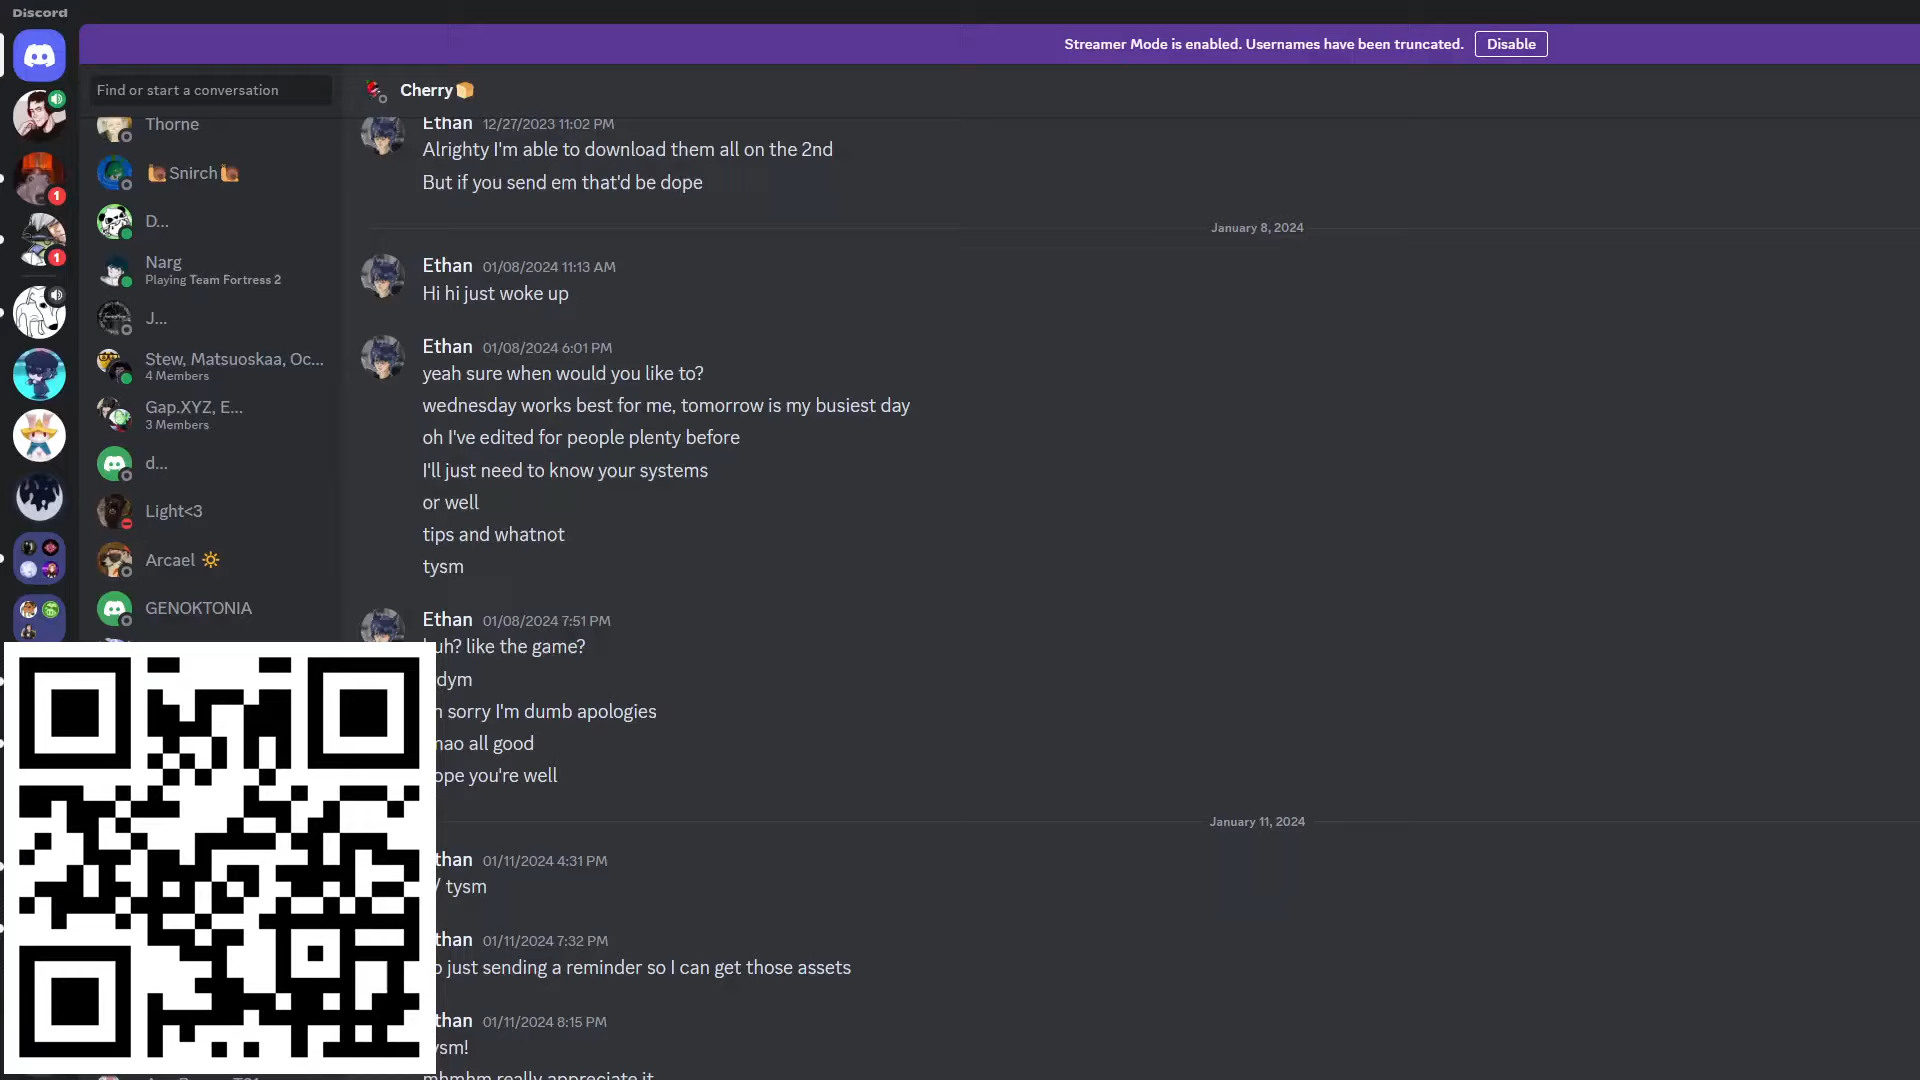 Discord
Streamer Mode is enabled. Usernames have been truncated. Disable
Find or start a conversation
Cherry🍞
Thorne
🐌Snirch🐌
D...
Narg
Playing Team Fortress 2
J...
Stew, Matsuoskaa, Oc...
4 Members
Gap.XYZ, E...
3 Members
d...
Light<3
Arcael 🔆
GENOKTONIA
1
1
Ethan 12/27/2023 11:02 PM
Alrighty I'm able to download them all on the 2nd
But if you send em that'd be dope
January 8, 2024
Ethan 01/08/2024 11:13 AM
Hi hi just woke up
Ethan 01/08/2024 6:01 PM
yeah sure when would you like to?
wednesday works best for me, tomorrow is my busiest day
oh I've edited for people plenty before
I'll just need to know your systems
or well
tips and whatnot
tysm
Ethan 01/08/2024 7:51 PM
uh? like the game?
dym
sorry I'm dumb apologies
mao all good
ope you're well
January 11, 2024
than 01/11/2024 4:31 PM
/ tysm
than 01/11/2024 7:32 PM
o just sending a reminder so I can get those assets
than 01/11/2024 8:15 PM
ysm!
mhmhm really appreciate it